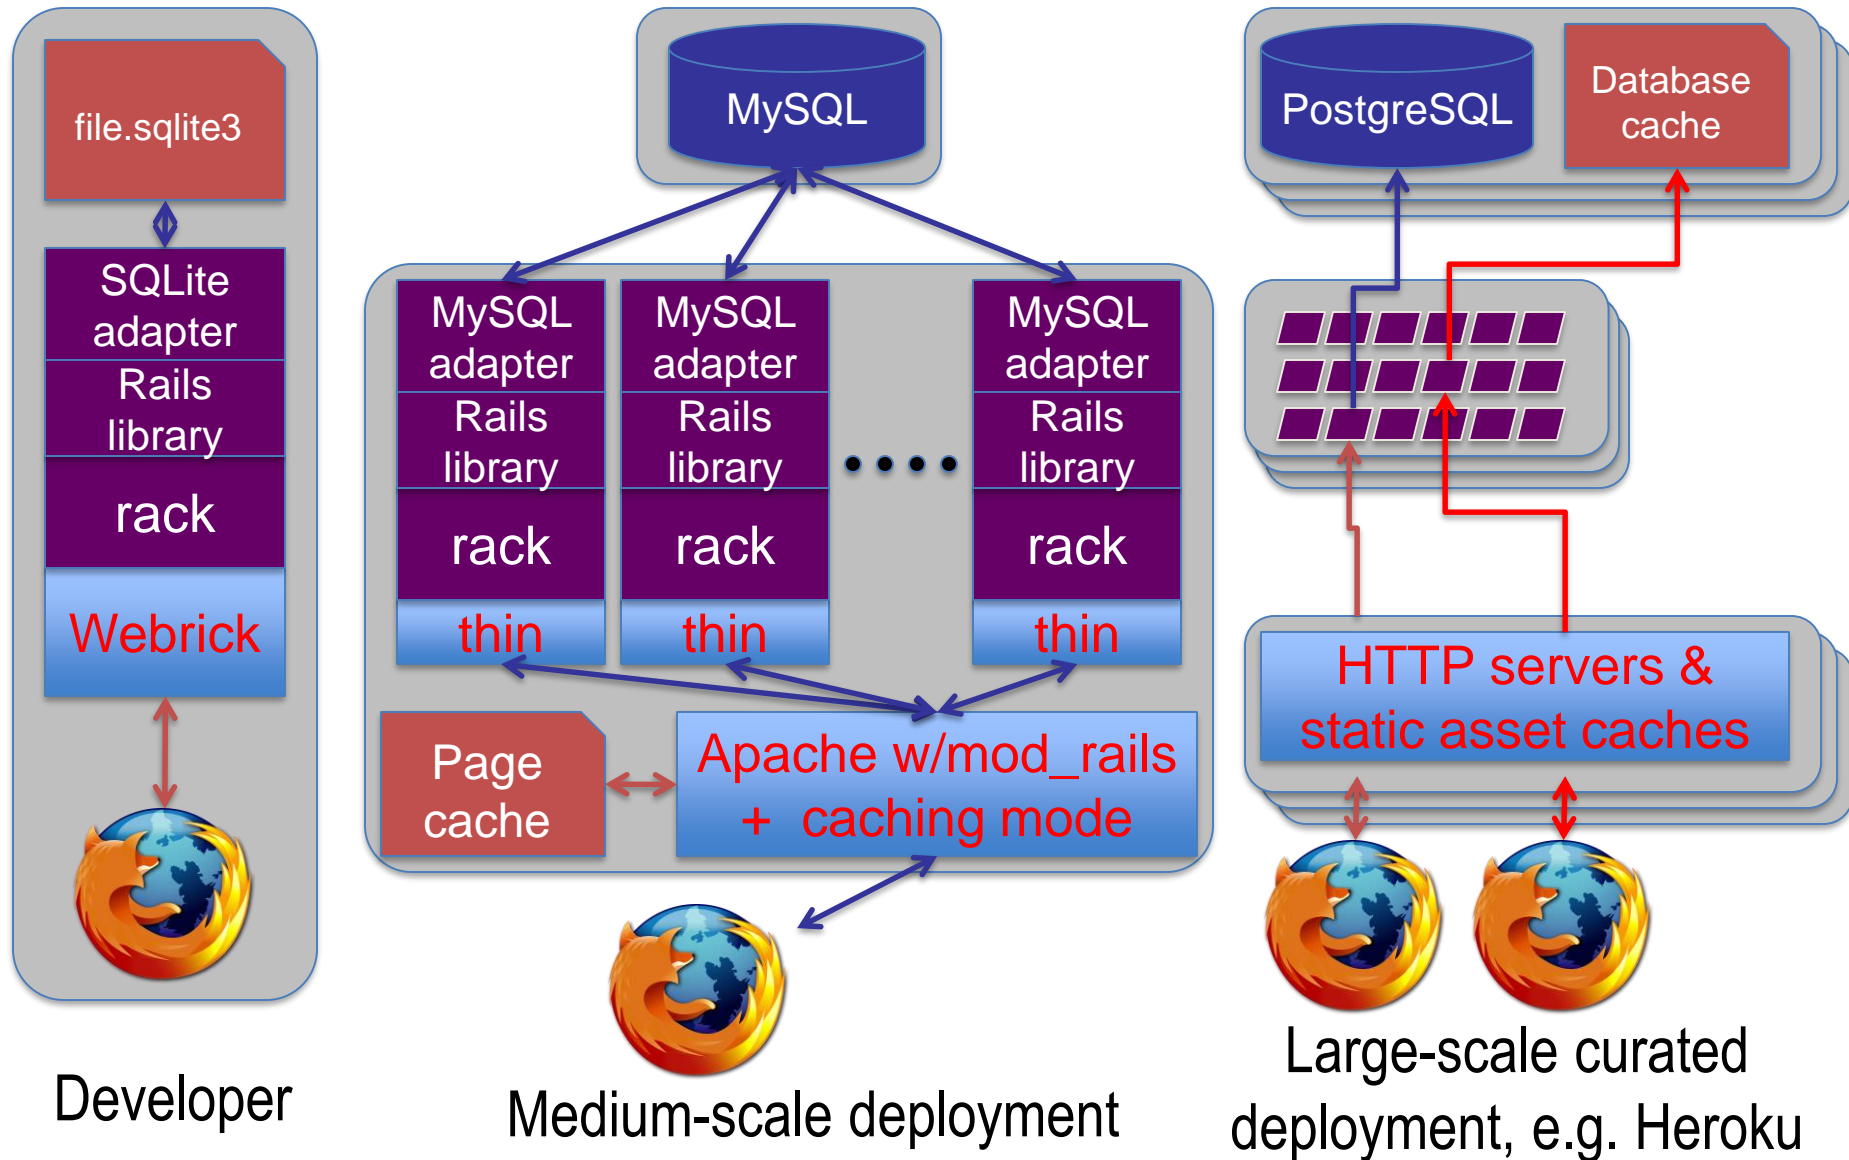 file.sqlite3
SQLite
adapter
Rails
library
rack
Webrick
Developer
MySQL
MySQL
adapter
Rails
library
rack
thin
MySQL
adapter
Rails
library
rack
thin
MySQL
adapter
Rails
library
rack
thin
Page
cache
Apache w/mod_rails
+ caching mode
Medium-scale deployment
PostgreSQL
Database
cache
HTTP servers &
static asset caches
Large-scale curated
deployment, e.g. Heroku